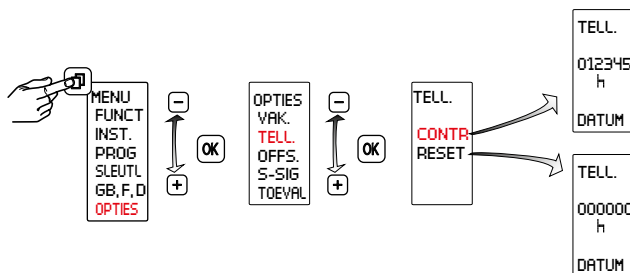 MENU
FUNCT
INST.
PROG
SLEUTL
GB,F,D
OPTIES
OK
OPTIES
VAK.
TELL.
OFFS.
S-SIG
TOEVAL
OK
TELL.
CONTR
RESET
TELL.
012345
h
DATUM
TELL.
000000
h
DATUM